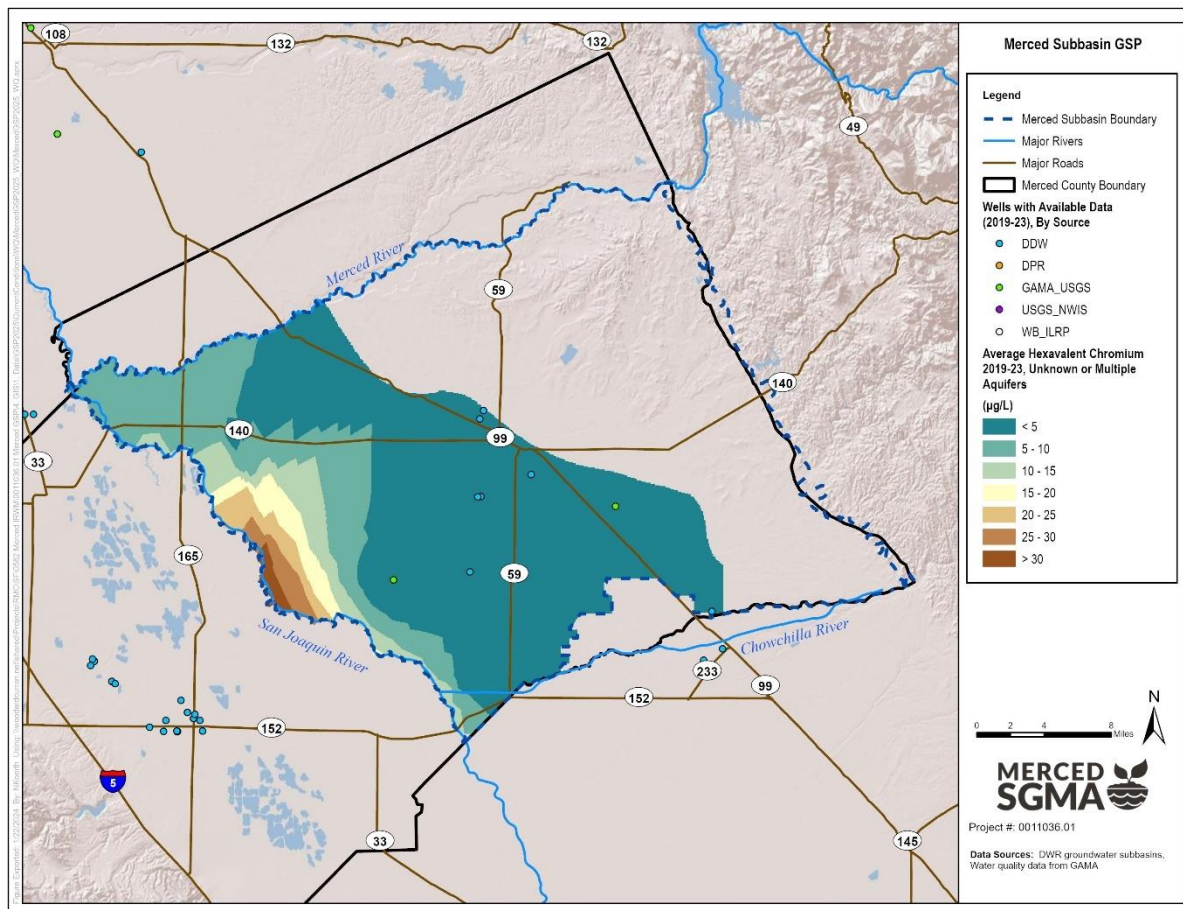 108
132
132
49
Merced River
59
140
140
99
33
165
59
San Joaquin River
Chowchilla River
233
152
99
152
5
33
145
Merced Subbasin GSP
Legend
Merced Subbasin Boundary
Major Rivers
Major Roads
Merced County Boundary
Wells with Available Data
(2019-23), By Source
DDW
DPR
GAMA_USGS
USGS_NWIS
WB_ILRP
Average Hexavalent Chromium
2019-23, Unknown or Multiple
Aquifers
(µg/L)
< 5
5 - 10
10 - 15
15 - 20
20 - 25
25 - 30
> 30
N
0 2 4 8
Miles
MERCED
SGMA
Project #: 0011036.01
Data Sources: DWR groundwater subbasins,
Water quality data from GAMA